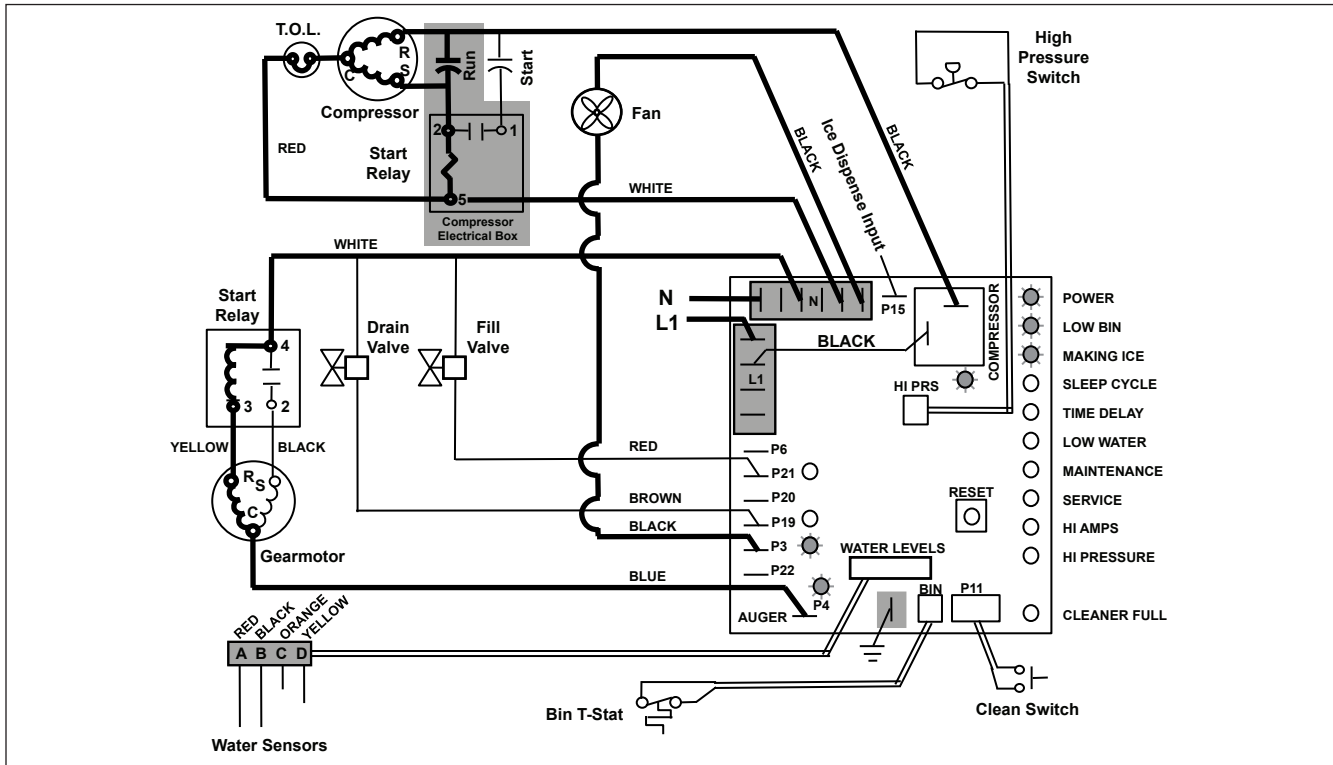 T.O.L.
R
S
C
Run
Start
Compressor
High
Pressure
Switch
Fan
2
1
RED
Start
Relay
5
Compressor
Electrical Box
WHITE
BLACK
BLACK
Ice Dispense Input
WHITE
N
L1
N
P15
COMPRESSOR
POWER
Start
Relay
4
Drain
Valve
Fill
Valve
BLACK
LOW BIN
MAKING ICE
L1
HI PRS
SLEEP CYCLE
3
2
TIME DELAY
YELLOW
BLACK
RED
P6
LOW WATER
P21
MAINTENANCE
R
S
C
BROWN
P20
RESET
SERVICE
BLACK
P19
HI AMPS
Gearmotor
P3
WATER LEVELS
HI PRESSURE
BLUE
P22
P4
BIN
P11
AUGER
CLEANER FULL
RED
BLACK
ORANGE
YELLOW
A B C D
Bin T-Stat
Clean Switch
Water Sensors